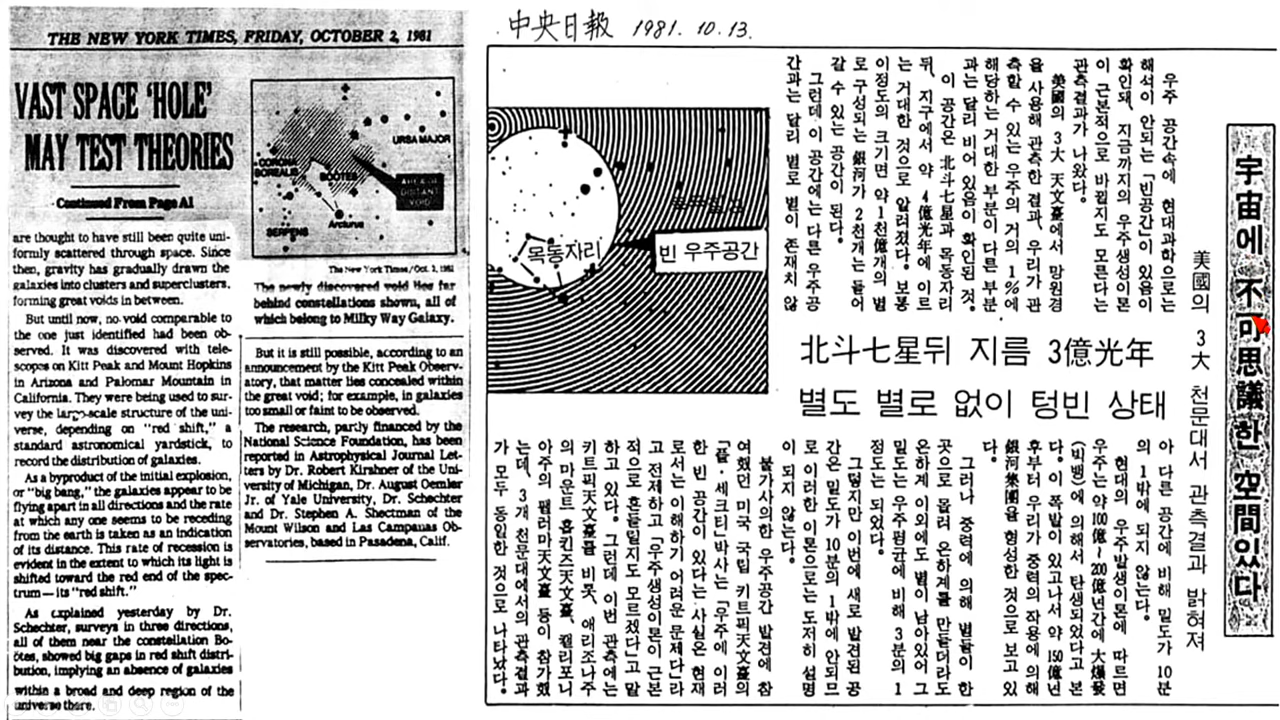 THE NEW YORK TIMES, FRIDAY, OCTOBER 2, 1981
VAST SPACE 'HOLE'
MAY TEST THEORIES
Continued From Page A1
are thought to have still been quite uni-
formly scattered through space. Since
then, gravity has gradually drawn the
galaxies into clusters and superclusters,
forming great voids in between.
But until now, no void comparable to
the one just identified had been ob-
served. It was discovered with tele-
scopes on Kitt Peak and Mount Hopkins
in Arizona and Palomar Mountain in
California. They were being used to sur-
vey the large-scale structure of the uni-
verse, depending on "red shift," a
standard astronomical yardstick, to
record the distribution of galaxies.
As a byproduct of the initial explosion,
or "big bang," the galaxies appear to be
flying apart in all directions and the rate
at which any one seems to be receding
from the earth is taken as an indication
of its distance. This rate of recession is
evident in the extent to which its light is
shifted toward the red end of the spec-
trum — its "red shift."
As explained yesterday by Dr.
Schechter, surveys in three directions,
all of them near the constellation Bo-
ötes, showed big gaps in red shift distri-
bution, implying an absence of galaxies
within a broad and deep region of the
universe there.
URSA MAJOR
CORONA
BOREALIS
BOOTES
AREA OF
DISTANT
VOID
Arcturus
SERPENS
The New York Times/Oct. 2, 1981
The newly discovered void lies far
behind constellations shown, all of
which belong to Milky Way Galaxy.
But it is still possible, according to an
announcement by the Kitt Peak Observ-
atory, that matter lies concealed within
the great void; for example, in galaxies
too small or faint to be observed.
The research, partly financed by the
National Science Foundation, has been
reported in Astrophysical Journal Let-
ters by Dr. Robert Kirshner of the Uni-
versity of Michigan, Dr. August Oemler
Jr. of Yale University, Dr. Schechter
and Dr. Stephen A. Shectman of the
Mount Wilson and Las Campanas Ob-
servatories, based in Pasadena, Calif.
中央日報 1981. 10. 13.
宇宙에 不可思議한 空間있다
美國의 3大 천문대서 관측결과 밝혀져
우주 공간속에 현대과학으로는
해석이 안되는 「빈공간」이 있음이
확인돼, 지금까지의 우주생성이론
이 근본적으로 바뀔지도 모른다는
관측결과가 나왔다.
美國의 3大 天文臺에서 망원경
을 사용해 관측한 결과, 우리가 관
측할 수 있는 우주의 거의 1%에
해당하는 거대한 부분이 다른 부분
과는 달리 비어 있음이 확인된 것.
이 공간은 北斗七星과 목동자리
뒤, 지구에서 약 4億光年에 이르
는 거대한 것으로 알려졌다. 보통
이정도의 크기면 약 1천億개의 별
로 구성되는 銀河가 2천개는 들어
갈 수 있는 공간이 된다.
그런데 이 공간에는 다른 우주공
간과는 달리 별로 별이 존재치 않
목동자리
빈 우주공간
北斗七星뒤 지름 3億光年
별도 별로 없이 텅빈 상태
아 다른 공간에 비해 밀도가 10분
의 1밖에 되지 않는다.
현대의 우주발생이론에 따르면
우주는 약 100億~200億년간에 大爆發
(빅뱅)에 의해서 탄생되었다고 본
다. 이 폭발이 있고나서 약 150億년
후부터 우리가 중력의 작용에 의해
銀河集團을 형성한 것으로 보고 있
다.
그러나 중력에 의해 별들이 한
곳으로 몰려 은하계를 만들더라도
은하계 이외에도 별이 남아있어 그
밀도는 우주평균에 비해 3분의 1
정도는 되었다.
그렇지만 이번에 새로 발견된 공
간은 밀도가 10분의 1밖에 안되므
로 이러한 이론으로는 도저히 설명
이 되지 않는다.
불가사의한 우주공간 발견에 참
여했던 미국 국립 키트픽天文臺의
「폴·세크티」박사는 「우주에 이러
한 빈 공간이 있다는 사실은 현재
로서는 이해하기 어려운 문제다」라
고 전제하고 「우주생성이론이 근본
적으로 흔들릴지도 모르겠다」고 말
하고 있다. 그런데 이번 관측에는
키트픽天文臺를 비롯, 애리조나주
의 마운트 홉킨즈天文臺, 캘리포니
아주의 팰러마天文臺 등이 참가했
는데, 3개 천문대에서의 관측결과
가 모두 동일한 것으로 나타났다.